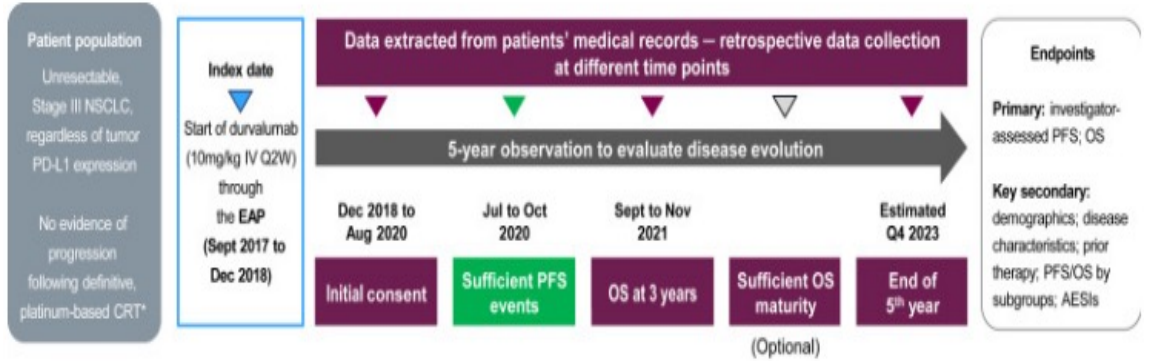 Patient population
Unresectable,
Stage III NSCLC,
regardless of tumor
PD-L1 expression
No evidence of
progression
following definitive,
platinum-based CRT*
Index date
Start of durvalumab
(10mg/kg IV Q2W)
through
the EAP
(Sept 2017 to
Dec 2018)
Data extracted from patients' medical records — retrospective data collection
at different time points
5-year observation to evaluate disease evolution
Dec 2018 to
Aug 2020
Initial consent
Jul to Oct
2020
Sufficient PFS
events
Sept to Nov
2021
OS at 3 years
Sufficient OS
maturity
(Optional)
Estimated
Q4 2023
End of
5th year
Endpoints
Primary: investigator-
assessed PFS; OS
Key secondary:
demographics; disease
characteristics; prior
therapy; PFS/OS by
subgroups; AESIs